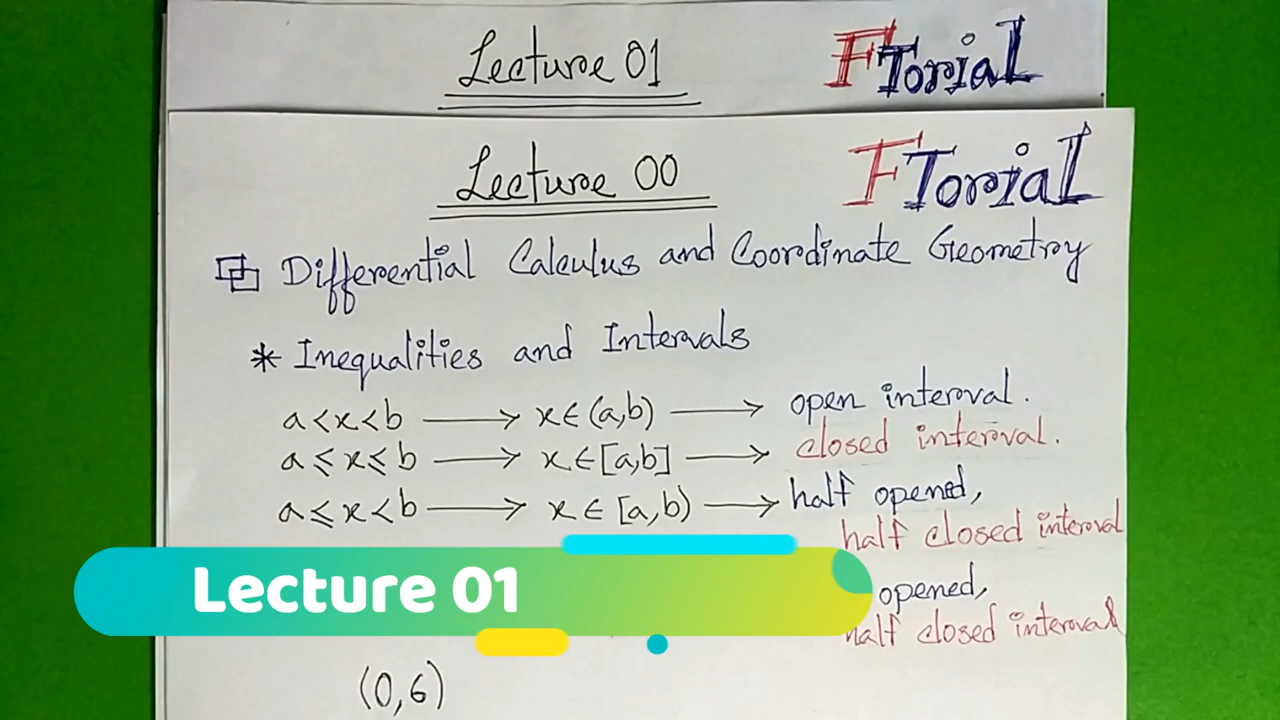 Lecture 01 FTorial
Lecture 00 FTorial
Differential Calculus and Coordinate Geometry
* Inequalities and Intervals
a<x<b ⟶ x∈(a,b) ⟶ open interval.
a≤x≤b ⟶ x∈[a,b] ⟶ closed interval.
a≤x<b ⟶ x∈[a,b) ⟶ half opened,
half closed interval
Lecture 01
opened,
half closed interval
(0,6)